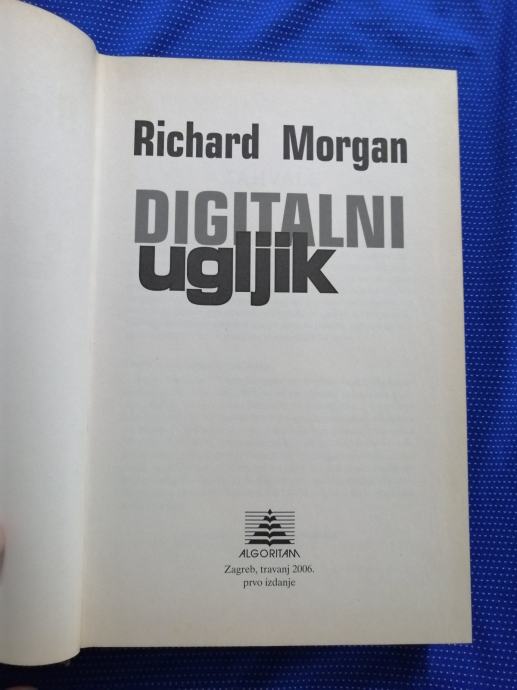 Richard Morgan
DIGITALNI
ugljik
ALGORITAM
Zagreb, travanj 2006.
prvo izdanje